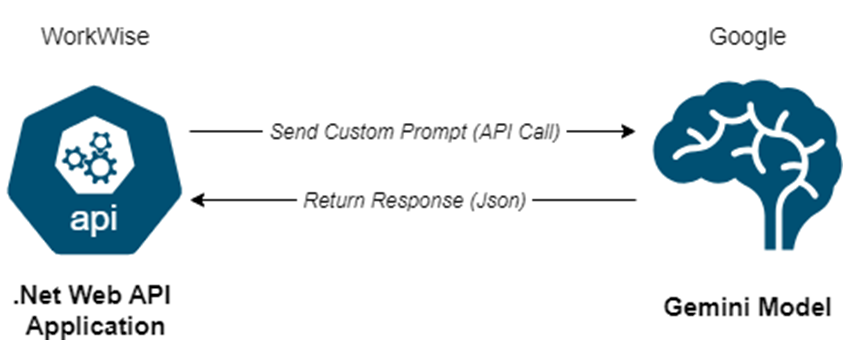 WorkWise
Google
Send Custom Prompt (API Call)
Return Response (Json)
api
.Net Web API
Application
Gemini Model